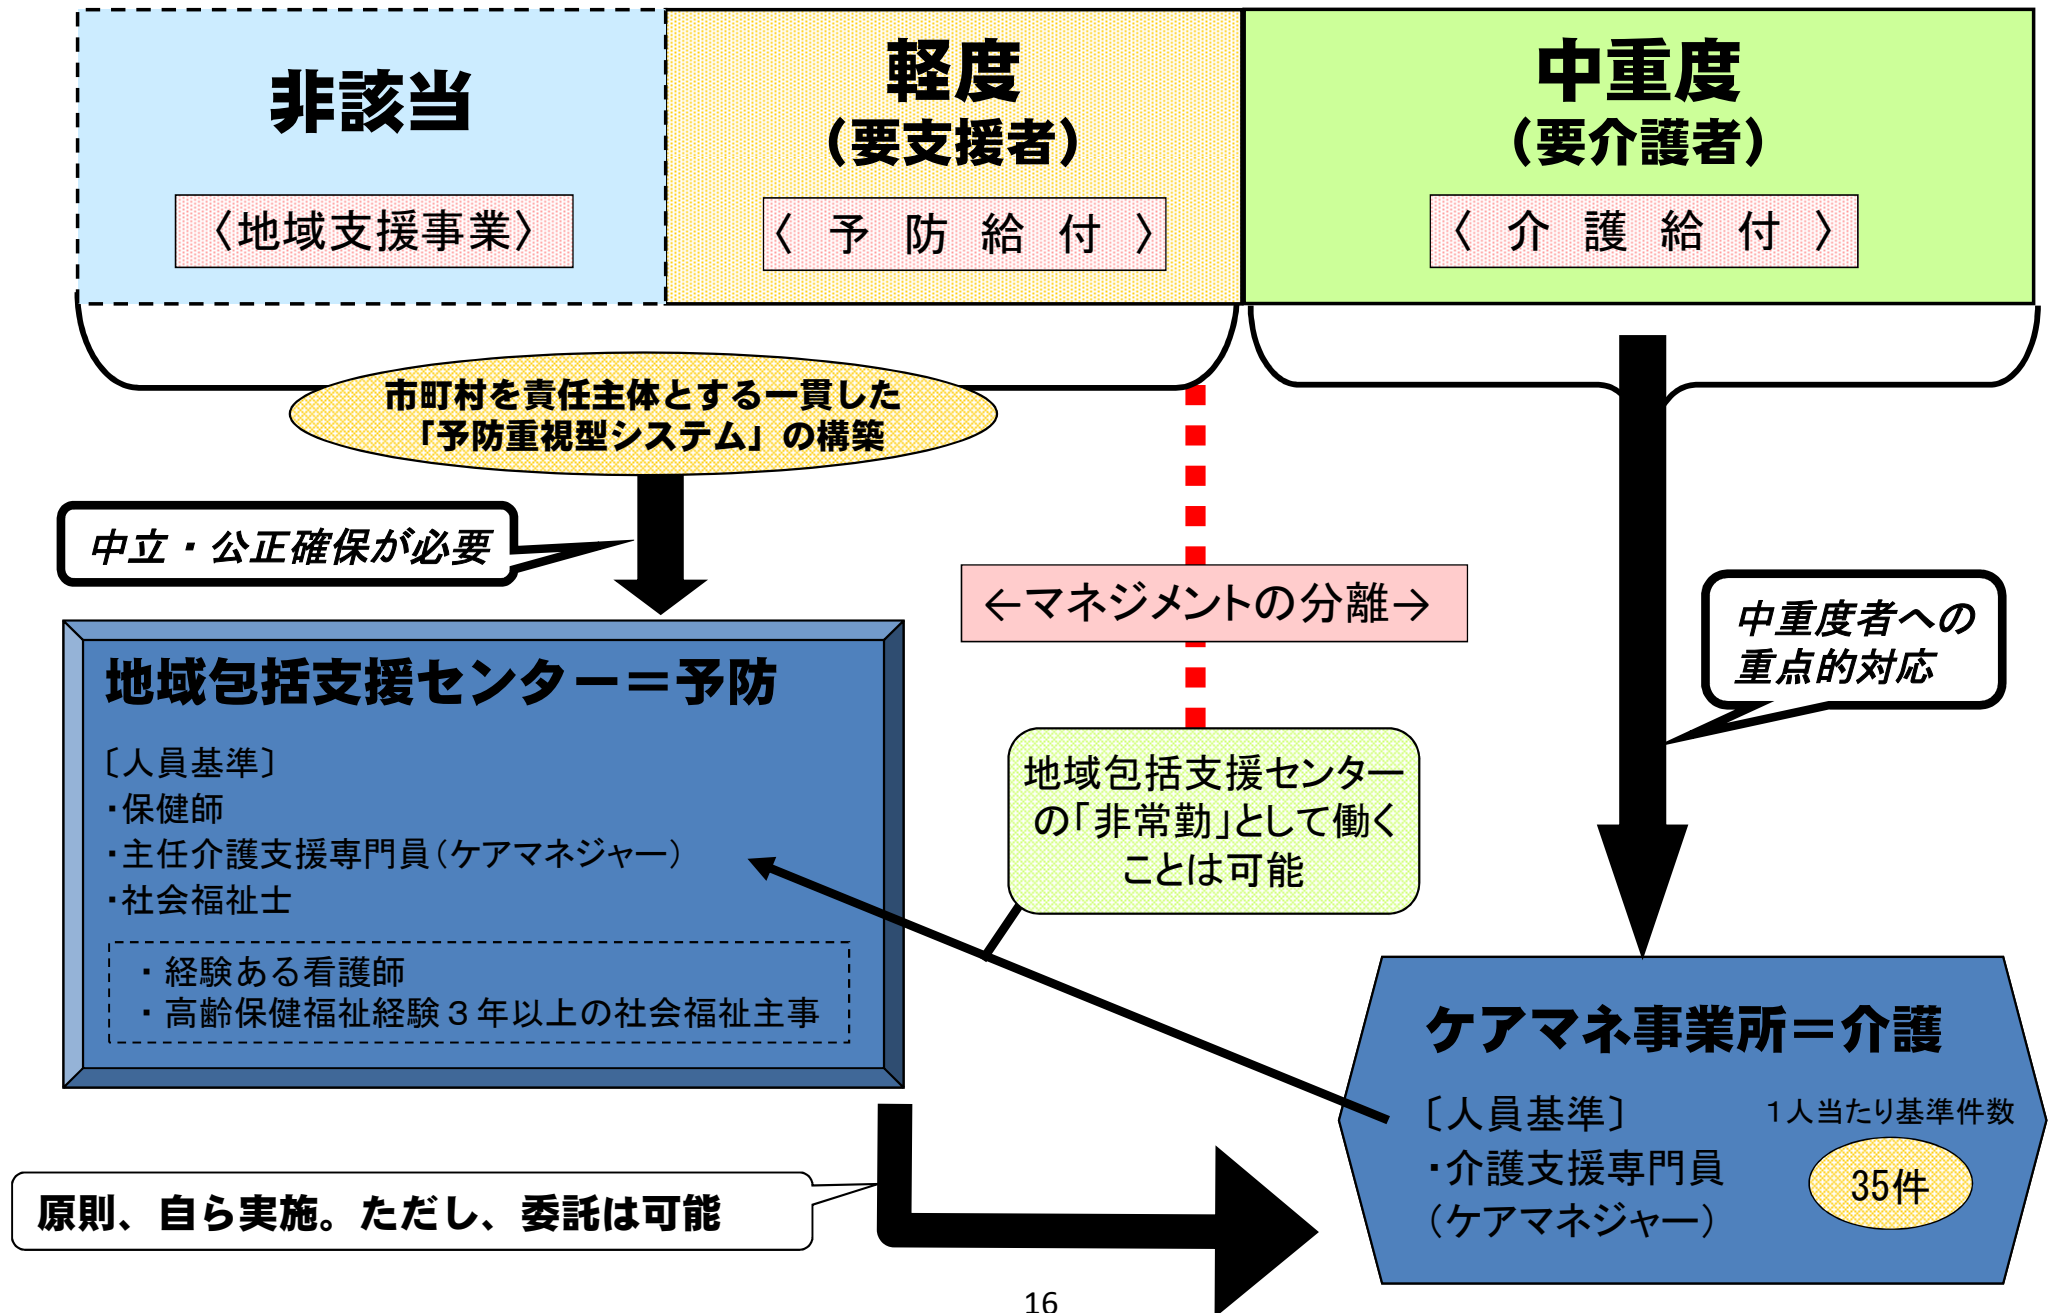 非該当
〈地域支援事業〉
軽度
(要支援者)
〈 予 防 給 付 〉
中重度
(要介護者)
〈 介 護 給 付 〉
市町村を責任主体とする一貫した
「予防重視型システム」の構築
中立・公正確保が必要
←マネジメントの分離→
中重度者への
重点的対応
地域包括支援センター＝予防
〔人員基準〕
・保健師
・主任介護支援専門員(ケアマネジャー)
・社会福祉士
・経験ある看護師
・高齢保健福祉経験３年以上の社会福祉主事
地域包括支援センター
の「非常勤」として働く
ことは可能
ケアマネ事業所＝介護
〔人員基準〕
・介護支援専門員
(ケアマネジャー)
１人当たり基準件数
35件
原則、自ら実施。ただし、委託は可能
16